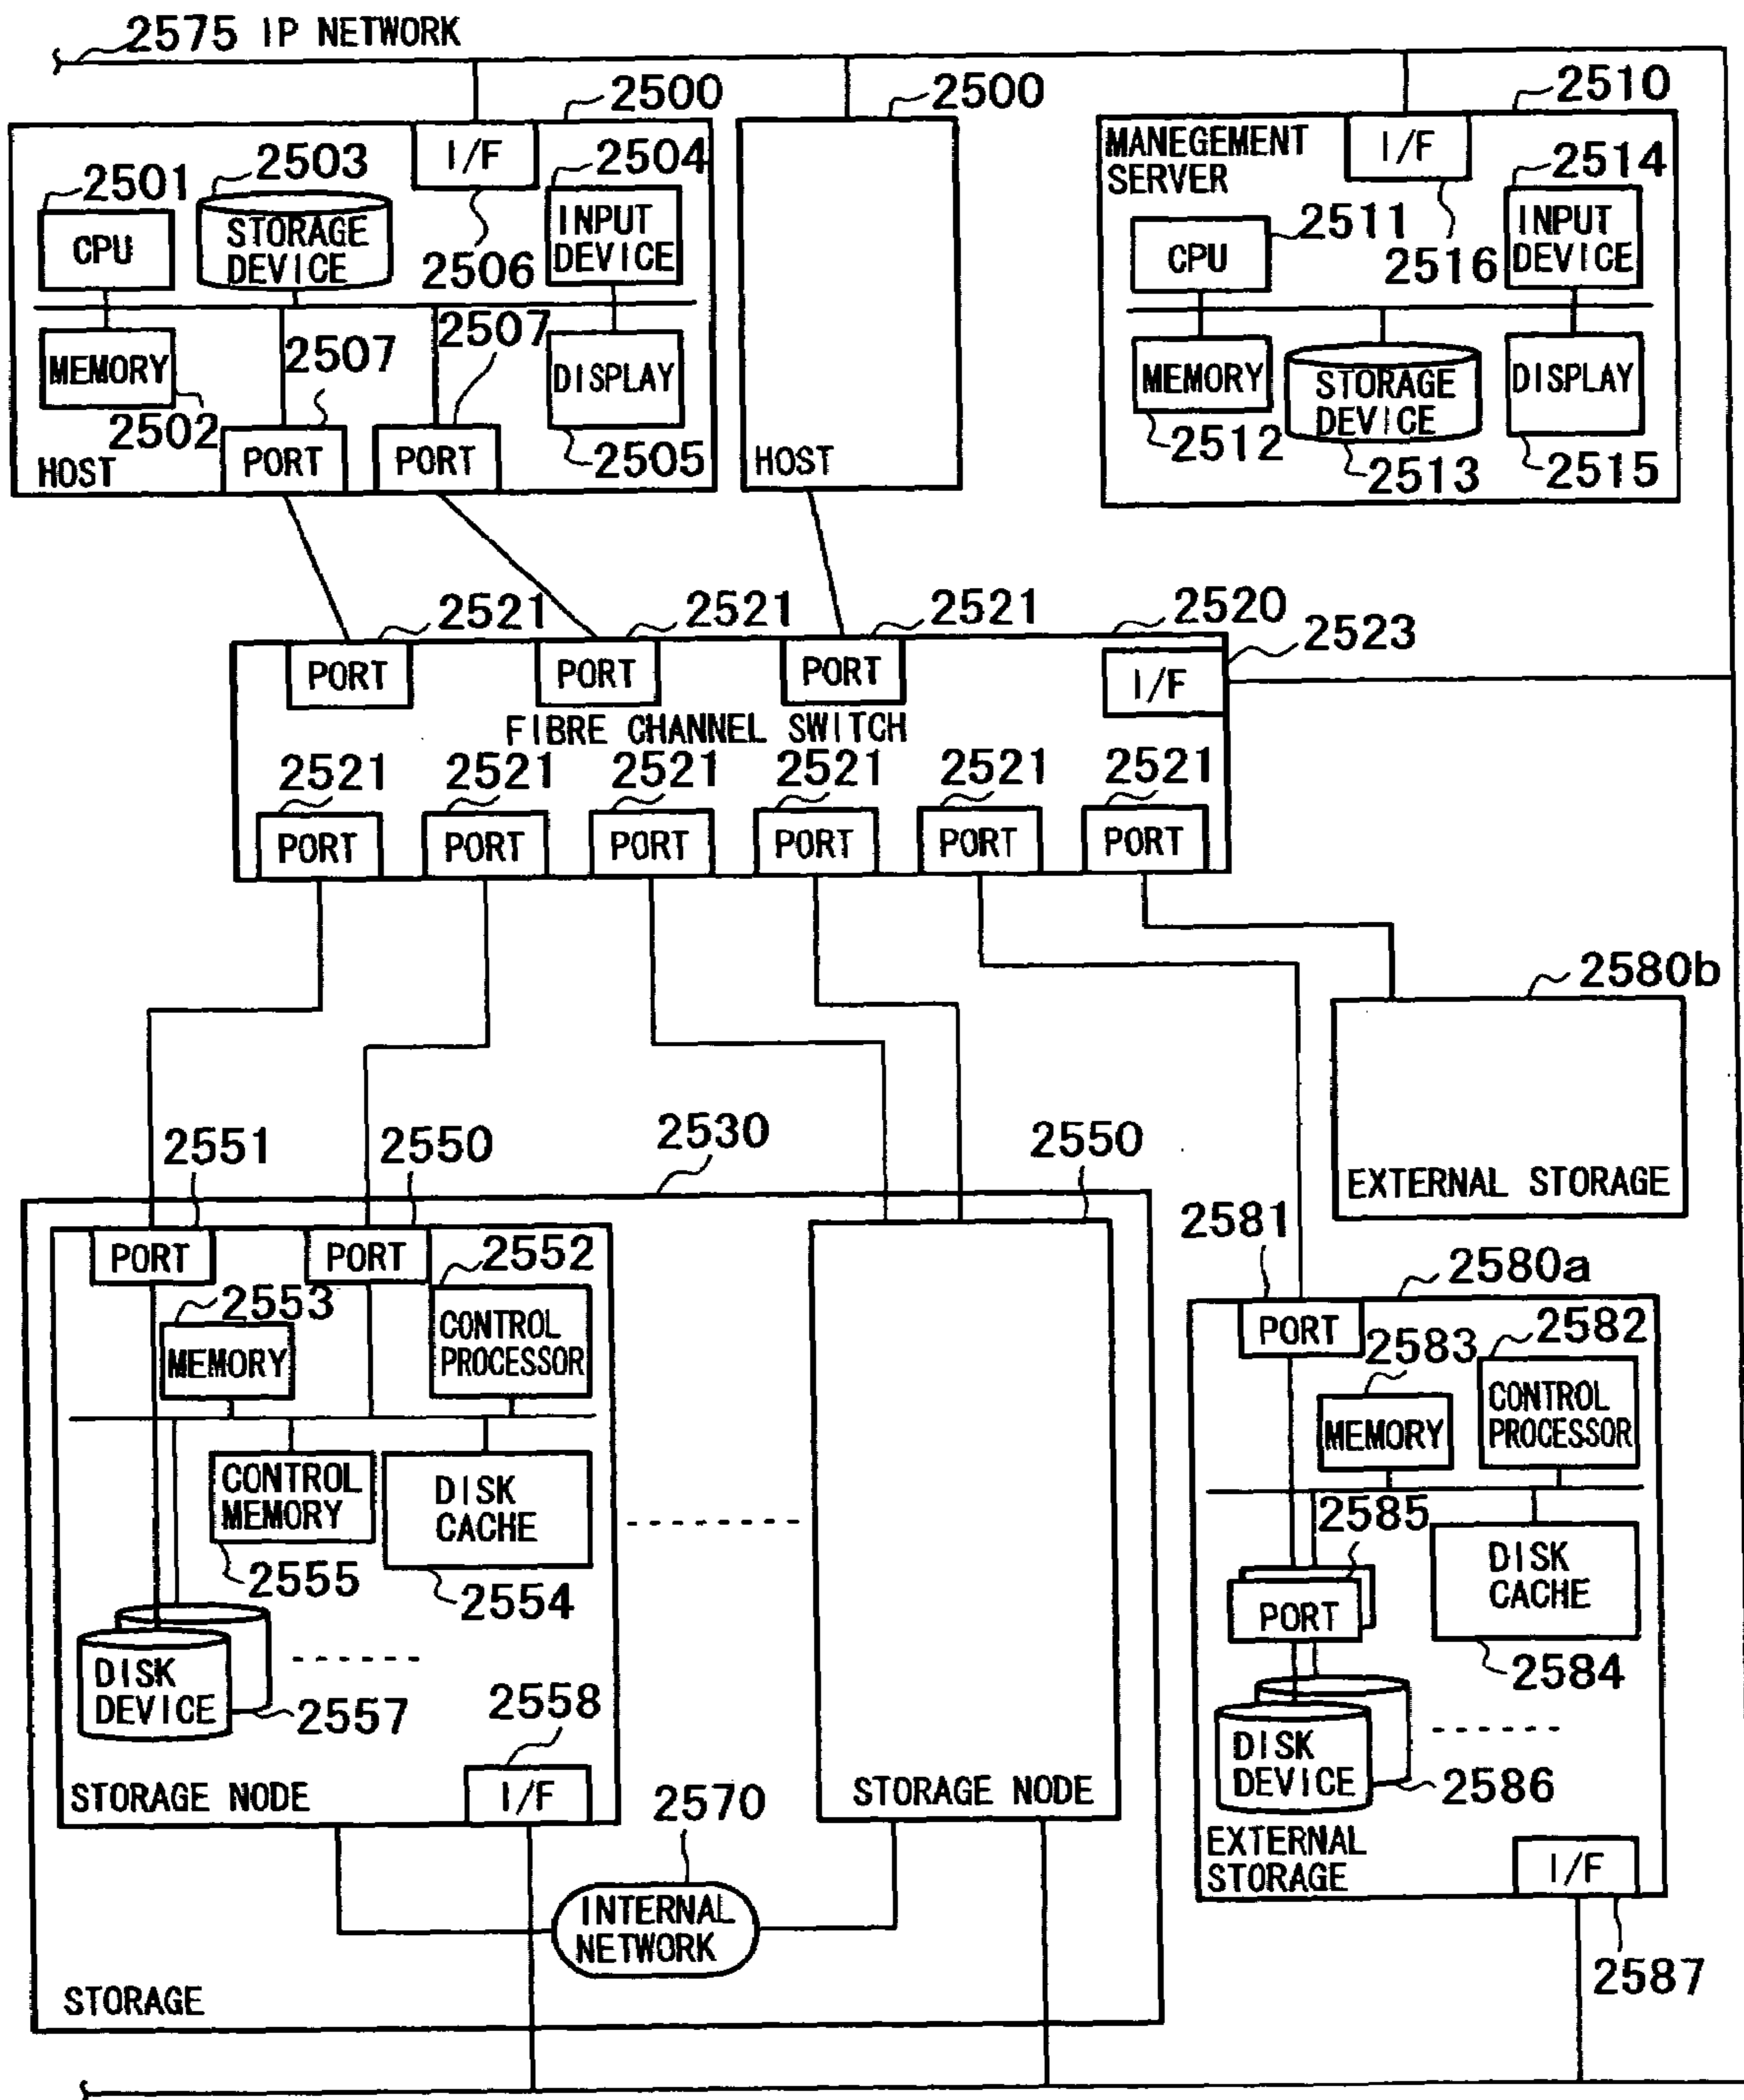 2575 IP NETWORK
2500
2500
2510
I/F
MANEGEMENT
SERVER
I/F
2501
2503
2504
2514
CPU
STORAGE
DEVICE
INPUT
DEVICE
2506
2511
CPU
2516
INPUT
DEVICE
MEMORY
2507
2507
DISPLAY
MEMORY
STORAGE
DEVICE
DISPLAY
2502
2505
2512
2513
2515
HOST
PORT
PORT
HOST
2521
2521
2521
2520
2523
PORT
PORT
PORT
I/F
FIBRE CHANNEL SWITCH
2521
2521
2521
2521
2521
2521
PORT
PORT
PORT
PORT
PORT
PORT
2580b
EXTERNAL STORAGE
2551
2550
2530
2550
PORT
PORT
2552
2553
MEMORY
CONTROL
PROCESSOR
CONTROL
MEMORY
DISK
CACHE
2555
2554
DISK
DEVICE
2557
2558
STORAGE NODE
I/F
STORAGE NODE
2570
INTERNAL
NETWORK
STORAGE
2581
2580a
PORT
2583
2582
MEMORY
CONTROL
PROCESSOR
2585
PORT
DISK
CACHE
2584
DISK
DEVICE
2586
EXTERNAL
STORAGE
I/F
2587